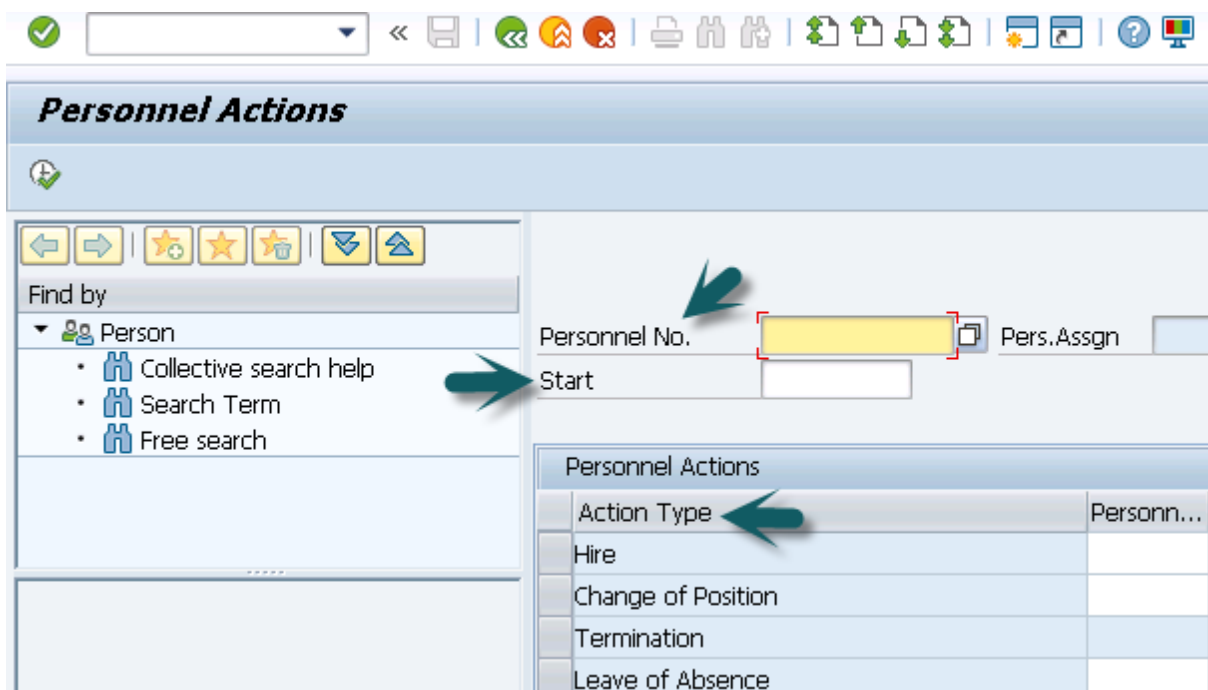 Personnel Actions
Find by
Person
Collective search help
Search Term
Free search
Personnel No.
Pers.Assgn
Start
Personnel Actions
Action Type
Personn...
Hire
Change of Position
Termination
Leave of Absence